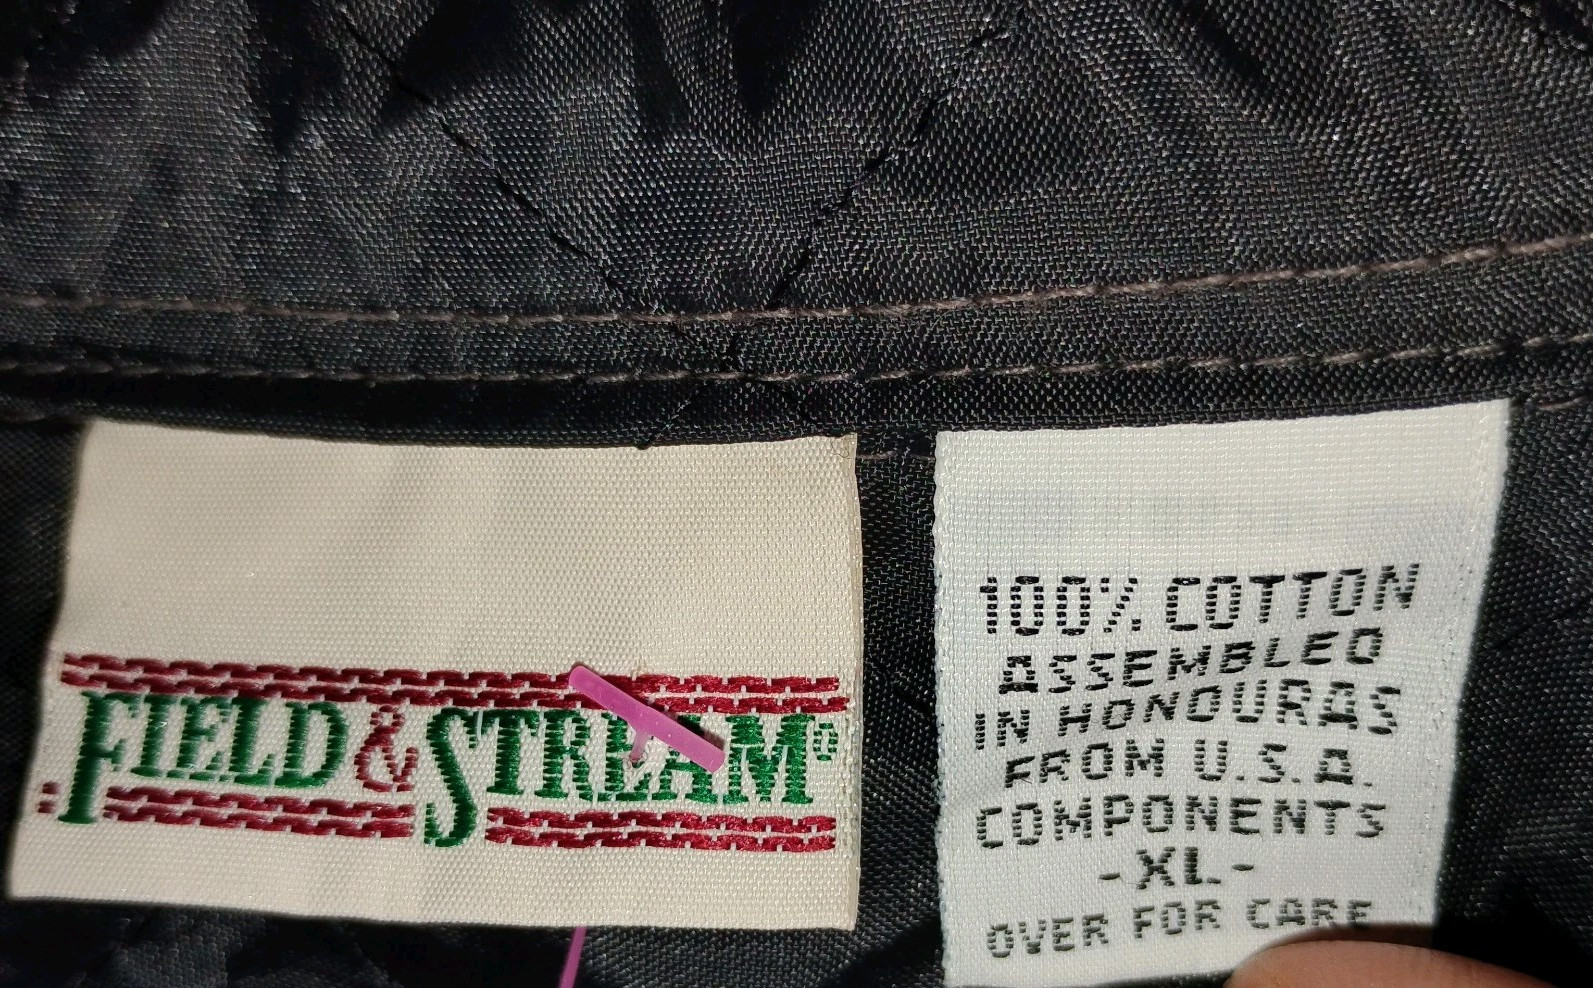 FIELD & STREAM
100% COTTON
ASSEMBLED
IN HONDURAS
FROM U.S.A.
COMPONENTS
-XL-
OVER FOR CARE